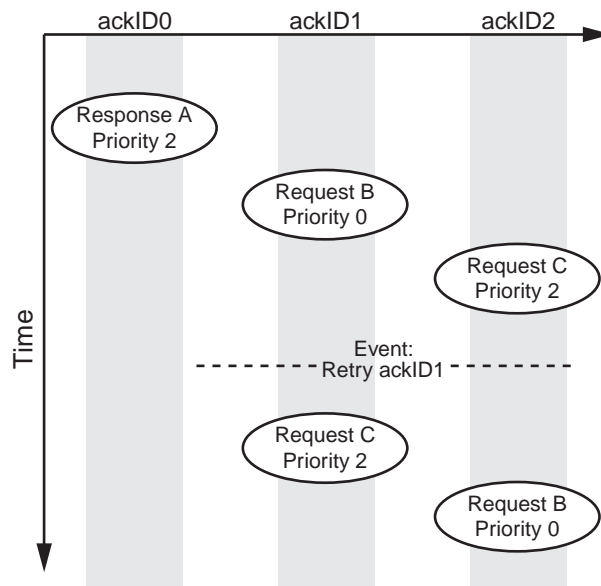 ackID0
ackID1
ackID2
Response A
Priority 2
Request B
Priority 0
Request C
Priority 2
Time
Event:
Retry ackID1
Request C
Priority 2
Request B
Priority 0